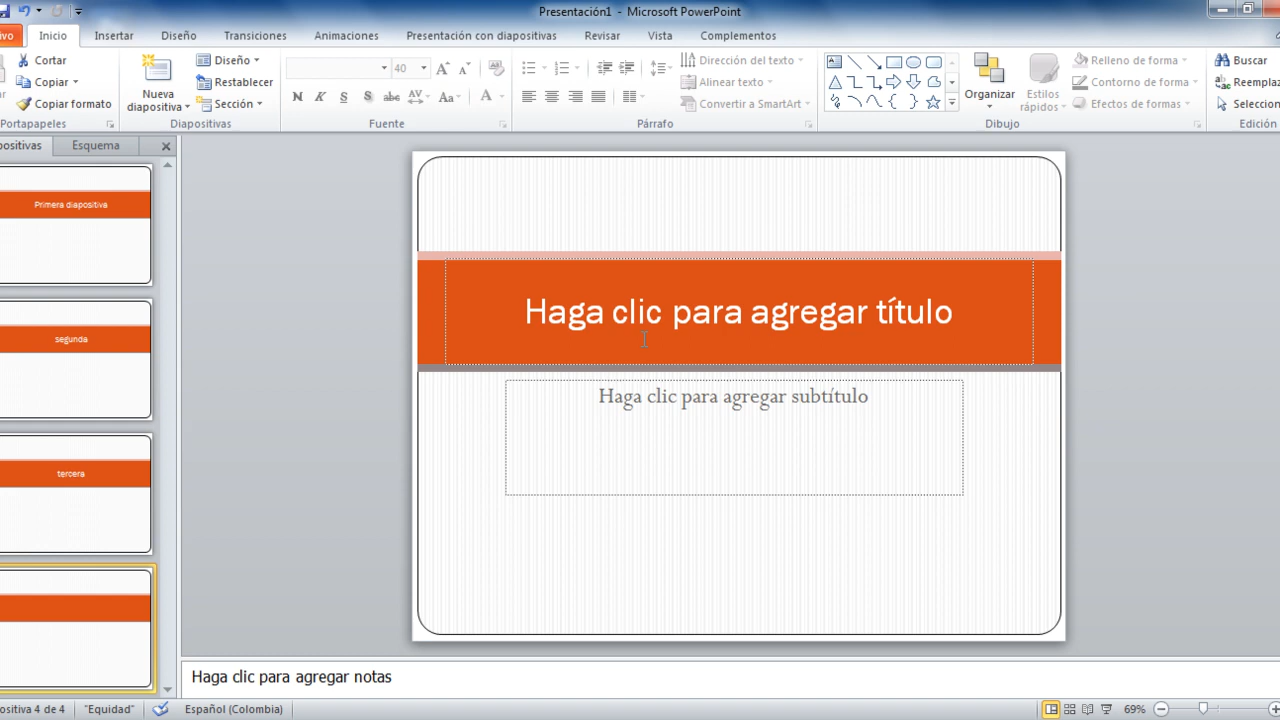 Presentación1 - Microsoft PowerPoint
Inicio Insertar Diseño Transiciones Animaciones Presentación con diapositivas Revisar Vista Complementos
Cortar
Copiar
Copiar formato
Portapapeles
Nueva
diapositiva
Diseño
Restablecer
Sección
Diapositivas
40
N K S S abc AV Aa A
Fuente
Dirección del texto
Alinear texto
Convertir a SmartArt
Párrafo
Organizar
Estilos
rápidos
Relleno de forma
Contorno de forma
Efectos de formas
Dibujo
Buscar
Reemplaz
Seleccion
Edición
ositivas Esquema
Primera diapositiva
segunda
tercera
Haga clic para agregar título
Haga clic para agregar subtítulo
Haga clic para agregar notas
ositiva 4 de 4 "Equidad" Español (Colombia) 69%